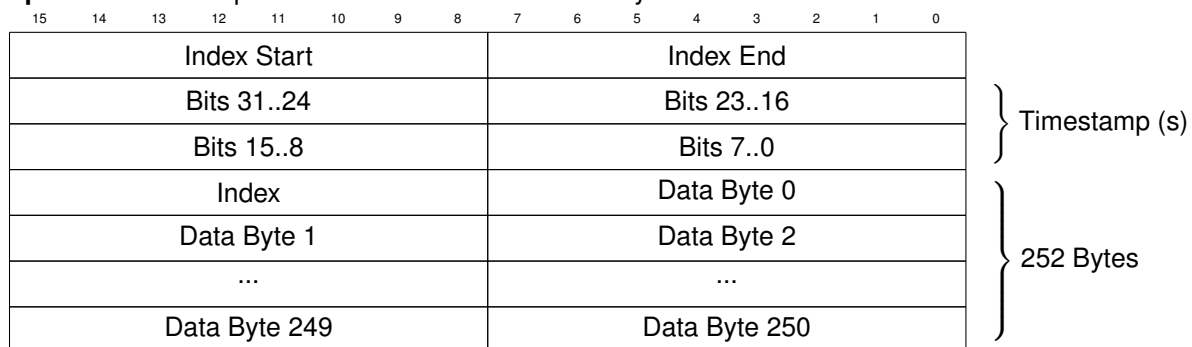 15 14 13 12 11 10 9 8 7 6 5 4 3 2 1 0
Index Start Index End
Bits 31..24 Bits 23..16
Timestamp (s)
Bits 15..8 Bits 7..0
Index Data Byte 0
Data Byte 1 Data Byte 2
252 Bytes
... ...
Data Byte 249 Data Byte 250